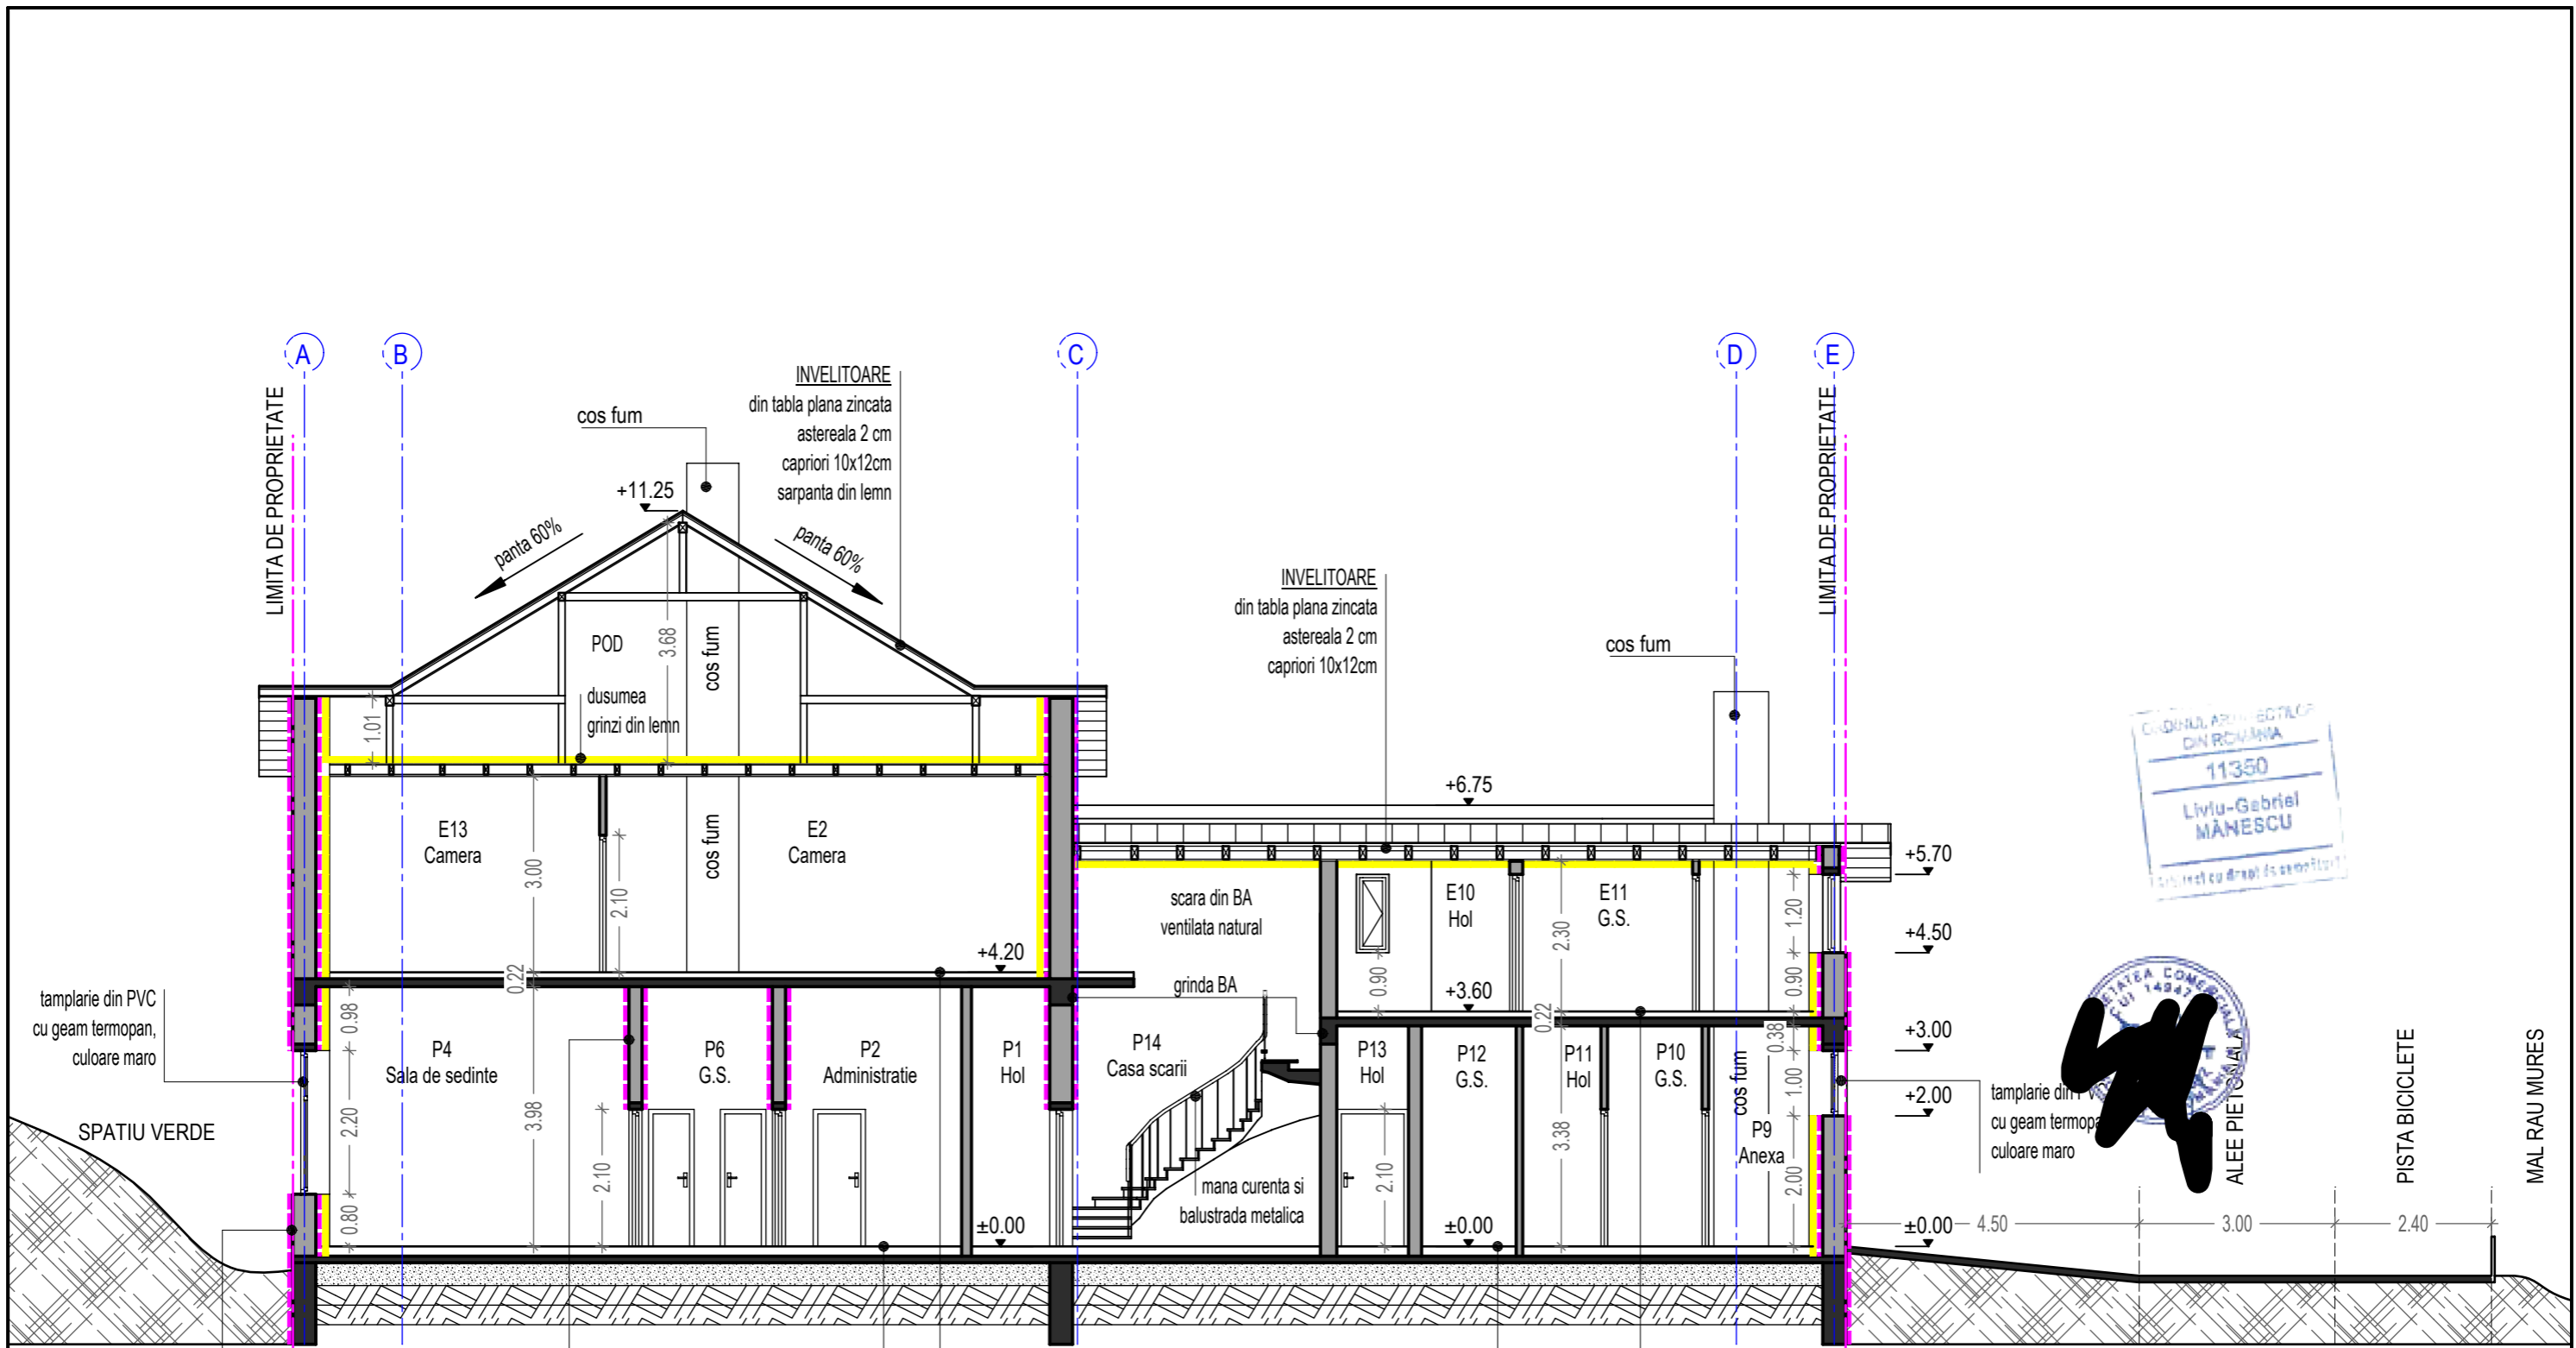 A
B
C
D
E
LIMITA DE PROPRIETATE
cos fum
INVELITOARE
din tabla plana zincata
astereala 2 cm
capriori 10x12cm
sarpanta din lemn
LIMITA DE PROPRIETATE
+11.25
panta 60%
panta 60%
INVELITOARE
din tabla plana zincata
astereala 2 cm
capriori 10x12cm
cos fum
POD
3.68
cos fum
dusumea
grinzi din lemn
1.01
DIN ROMÂNIA
11350
Liviu-Gabriel
MĂNESCU
+6.75
E13
Camera
3.00
2.10
cos fum
E2
Camera
+4.20
scara din BA
ventilata natural
E10
Hol
E11
G.S.
2.30
0.90
+3.60
1.20
0.90
+5.70
+4.50
+3.00
+2.00
±0.00
tamplarie din PVC
cu geam termopan,
culoare maro
0.22
0.98
grinda BA
0.22
0.38
P4
Sala de sedinte
P6
G.S.
P2
Administratie
P1
Hol
P14
Casa scarii
P13
Hol
P12
G.S.
P11
Hol
P10
G.S.
cos fum
P9
Anexa
1.00
2.00
tamplarie din
cu geam
culoare maro
SPATIU VERDE
2.20
0.80
3.98
2.10
±0.00
mana curenta si
balustrada metalica
2.10
±0.00
3.38
ALEE PIETONALA
PISTA BICICLETE
MAL RAU MURES
4.50
3.00
2.40